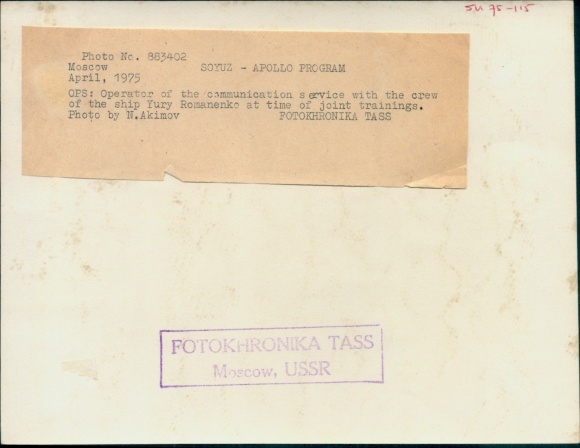 SU 75-115
Photo No. 883402
Moscow SOYUZ - APOLLO PROGRAM
April, 1975
OPS: Operator of the communication service with the crew
of the ship Yury Romanenko at time of joint trainings.
Photo by N.Akimov FOTOKHRONIKA TASS
FOTOKHRONIKA TASS
Moscow, USSR